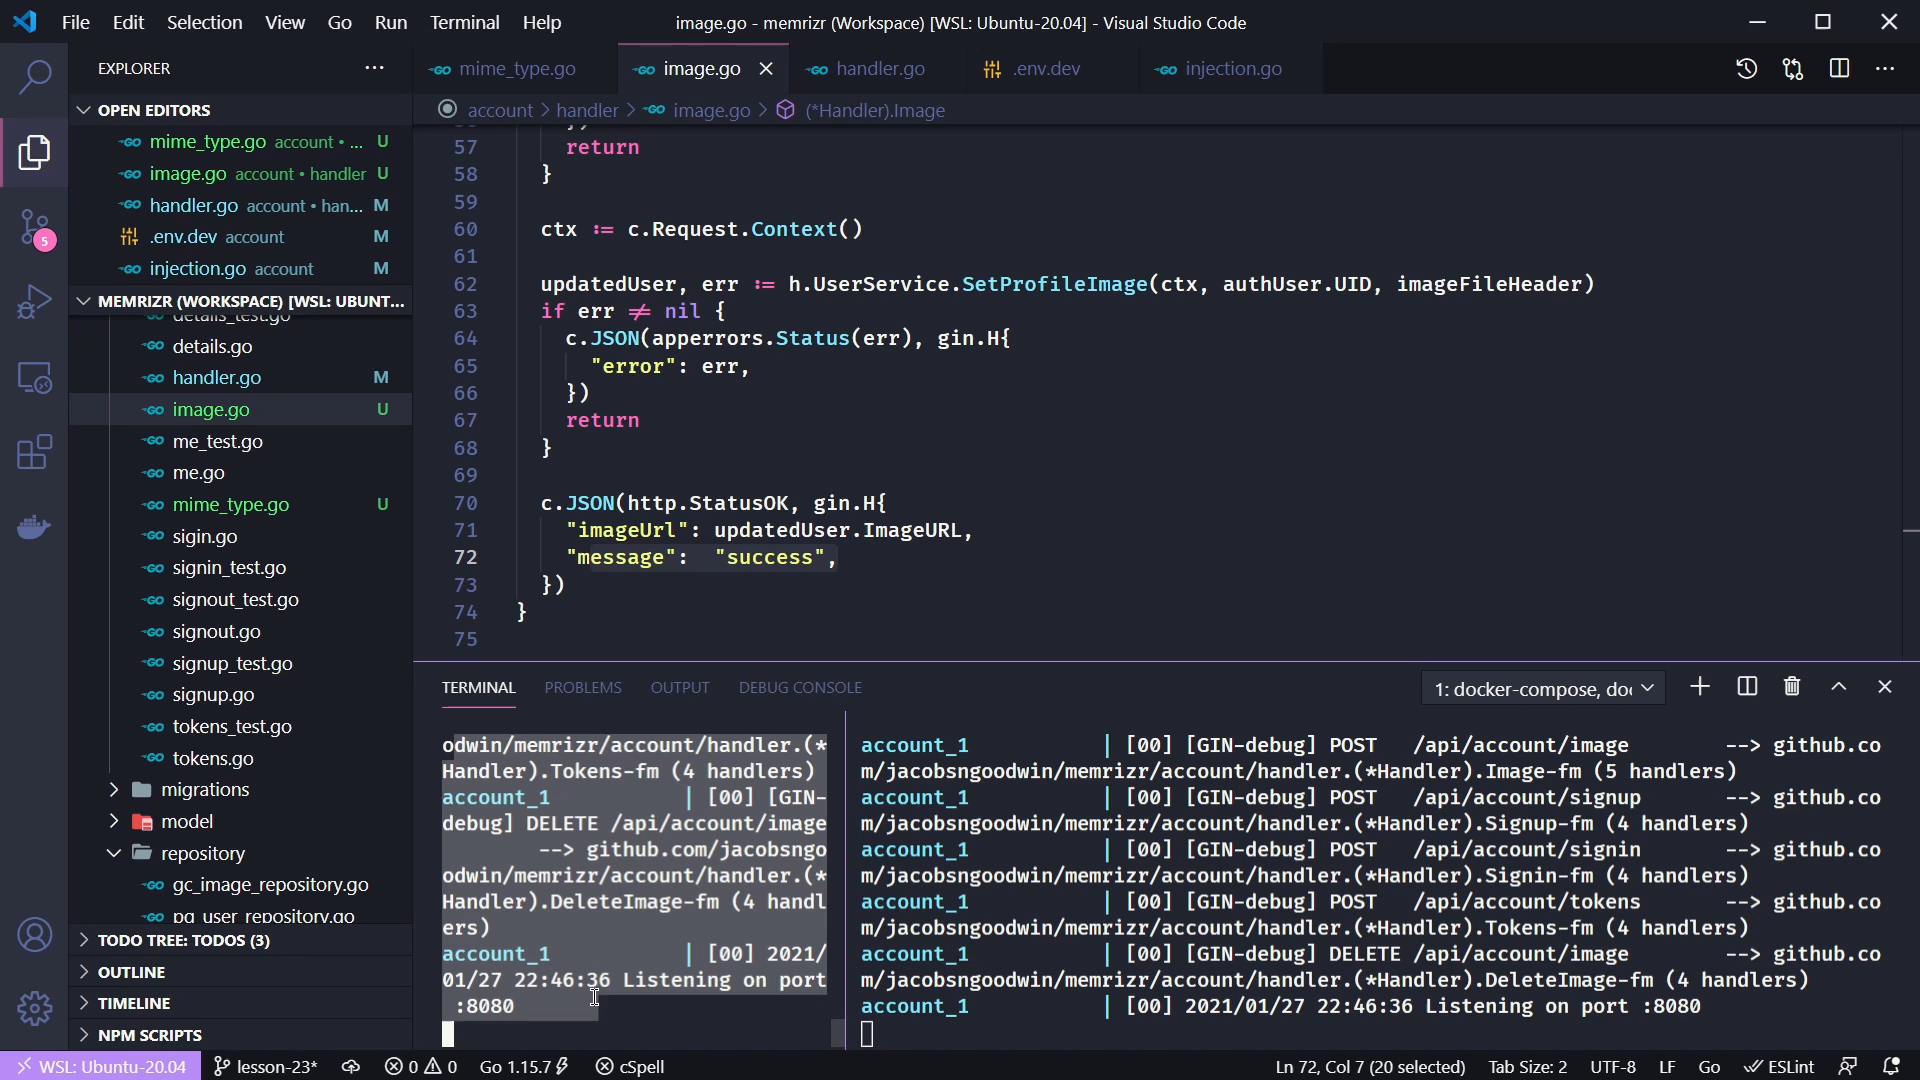 File Edit Selection View Go Run Terminal Help
image.go - memrizr (Workspace) [WSL: Ubuntu-20.04] - Visual Studio Code
EXPLORER
mime_type.go
image.go
handler.go
.env.dev
injection.go
account > handler > image.go > (*Handler).Image
OPEN EDITORS
mime_type.go account • ... U
image.go account • handler U
handler.go account • han... M
.env.dev account M
injection.go account M
MEMRIZR (WORKSPACE) [WSL: UBUNT...
details_test.go
details.go
handler.go M
image.go U
me_test.go
me.go
mime_type.go U
sigin.go
signin_test.go
signout_test.go
signout.go
signup_test.go
signup.go
tokens_test.go
tokens.go
migrations
model
repository
gc_image_repository.go
pg_user_repository.go
TODO TREE: TODOS (3)
OUTLINE
TIMELINE
NPM SCRIPTS
5
57 return
58 }
59
60 ctx := c.Request.Context()
61
62 updatedUser, err := h.UserService.SetProfileImage(ctx, authUser.UID, imageFileHeader)
63 if err ≠ nil {
64 c.JSON(apperrors.Status(err), gin.H{
65 "error": err,
66 })
67 return
68 }
69
70 c.JSON(http.StatusOK, gin.H{
71 "imageUrl": updatedUser.ImageURL,
72 "message": "success",
73 })
74 }
75
TERMINAL PROBLEMS OUTPUT DEBUG CONSOLE
1: docker-compose, doc
odwin/memrizr/account/handler.(*
Handler).Tokens-fm (4 handlers)
account_1 | [00] [GIN-
debug] DELETE /api/account/image
--> github.com/jacobsngo
odwin/memrizr/account/handler.(*
Handler).DeleteImage-fm (4 handl
ers)
account_1 | [00] 2021/
01/27 22:46:36 Listening on port
:8080
account_1 | [00] [GIN-debug] POST /api/account/image --> github.co
m/jacobsngoodwin/memrizr/account/handler.(*Handler).Image-fm (5 handlers)
account_1 | [00] [GIN-debug] POST /api/account/signup --> github.co
m/jacobsngoodwin/memrizr/account/handler.(*Handler).Signup-fm (4 handlers)
account_1 | [00] [GIN-debug] POST /api/account/signin --> github.co
m/jacobsngoodwin/memrizr/account/handler.(*Handler).Signin-fm (4 handlers)
account_1 | [00] [GIN-debug] POST /api/account/tokens --> github.co
m/jacobsngoodwin/memrizr/account/handler.(*Handler).Tokens-fm (4 handlers)
account_1 | [00] [GIN-debug] DELETE /api/account/image --> github.co
m/jacobsngoodwin/memrizr/account/handler.(*Handler).DeleteImage-fm (4 handlers)
account_1 | [00] 2021/01/27 22:46:36 Listening on port :8080
WSL: Ubuntu-20.04 lesson-23* 0 0 Go 1.15.7 cSpell Ln 72, Col 7 (20 selected) Tab Size: 2 UTF-8 LF Go ESLint